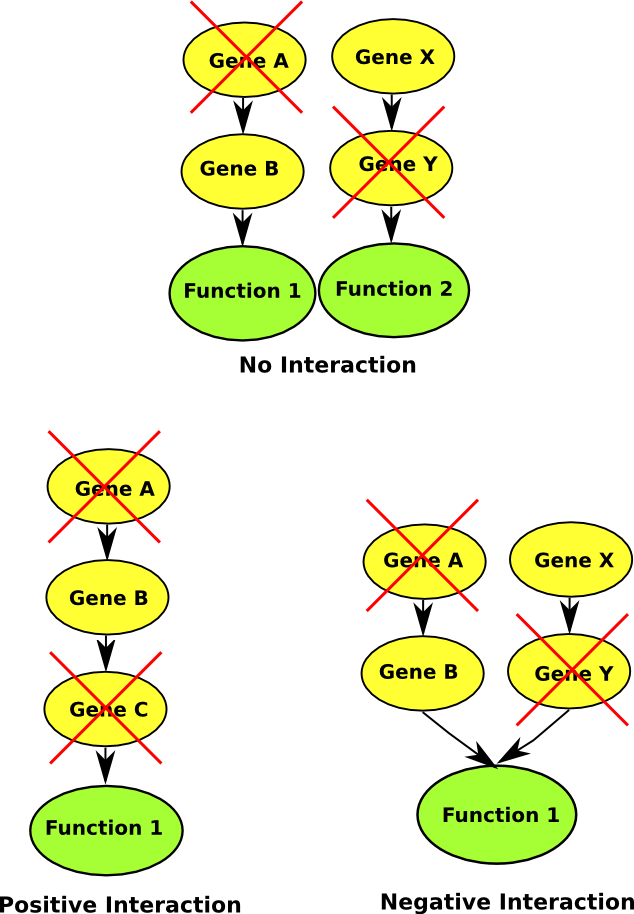 Gene A
Gene X
Gene B
Gene Y
Function 1
Function 2
No Interaction
Gene A
Gene B
Gene C
Function 1
Positive Interaction
Gene A
Gene X
Gene B
Gene Y
Function 1
Negative Interaction